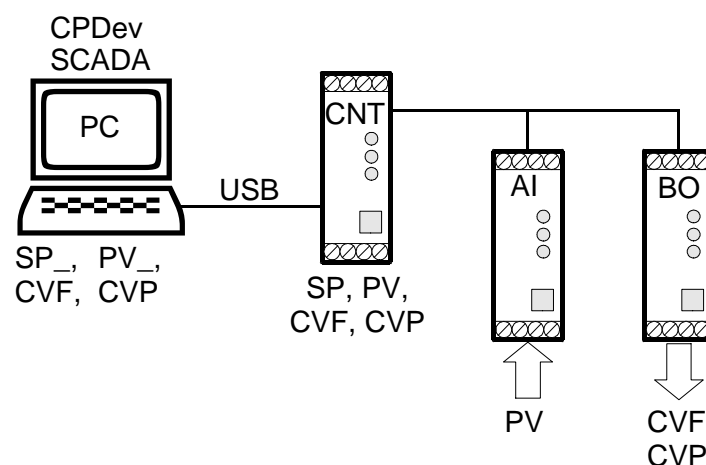 CPDev
SCADA
PC
CNT
USB
AI
BO
SP_, PV_,
CVF, CVP
SP, PV,
CVF, CVP
PV
CVF
CVP